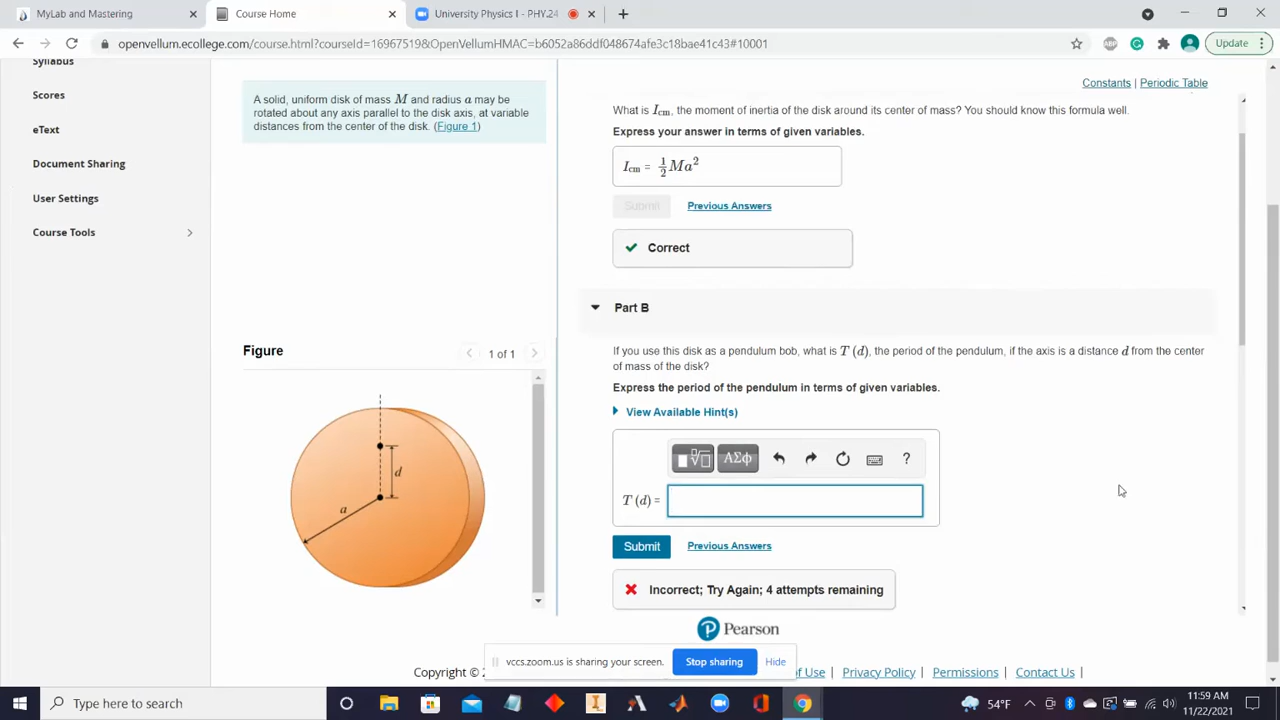 MyLab and Mastering
Course Home
University Physics I - PHY.24
openvellum.ecollege.com/course.html?courseId=16967519&OpenVellumHMAC=b6052a86ddf048674afe3c18bae41c43#10001
ABP
Update
Syllabus
Scores
eText
Document Sharing
User Settings
Course Tools
A solid, uniform disk of mass M and radius a may be
rotated about any axis parallel to the disk axis, at variable
distances from the center of the disk. (Figure 1)
Figure
1 of 1
d
a
Constants | Periodic Table
What is Icm, the moment of inertia of the disk around its center of mass? You should know this formula well.
Express your answer in terms of given variables.
Icm = 1/2 Ma²
Submit
Previous Answers
Correct
Part B
If you use this disk as a pendulum bob, what is T (d), the period of the pendulum, if the axis is a distance d from the center
of mass of the disk?
Express the period of the pendulum in terms of given variables.
View Available Hint(s)
ΑΣφ
?
T (d) =
Submit
Previous Answers
Incorrect; Try Again; 4 attempts remaining
P Pearson
vccs.zoom.us is sharing your screen.
Stop sharing
Hide
Copyright ©
of Use | Privacy Policy | Permissions | Contact Us |
Type here to search
54°F
11:59 AM
11/22/2021